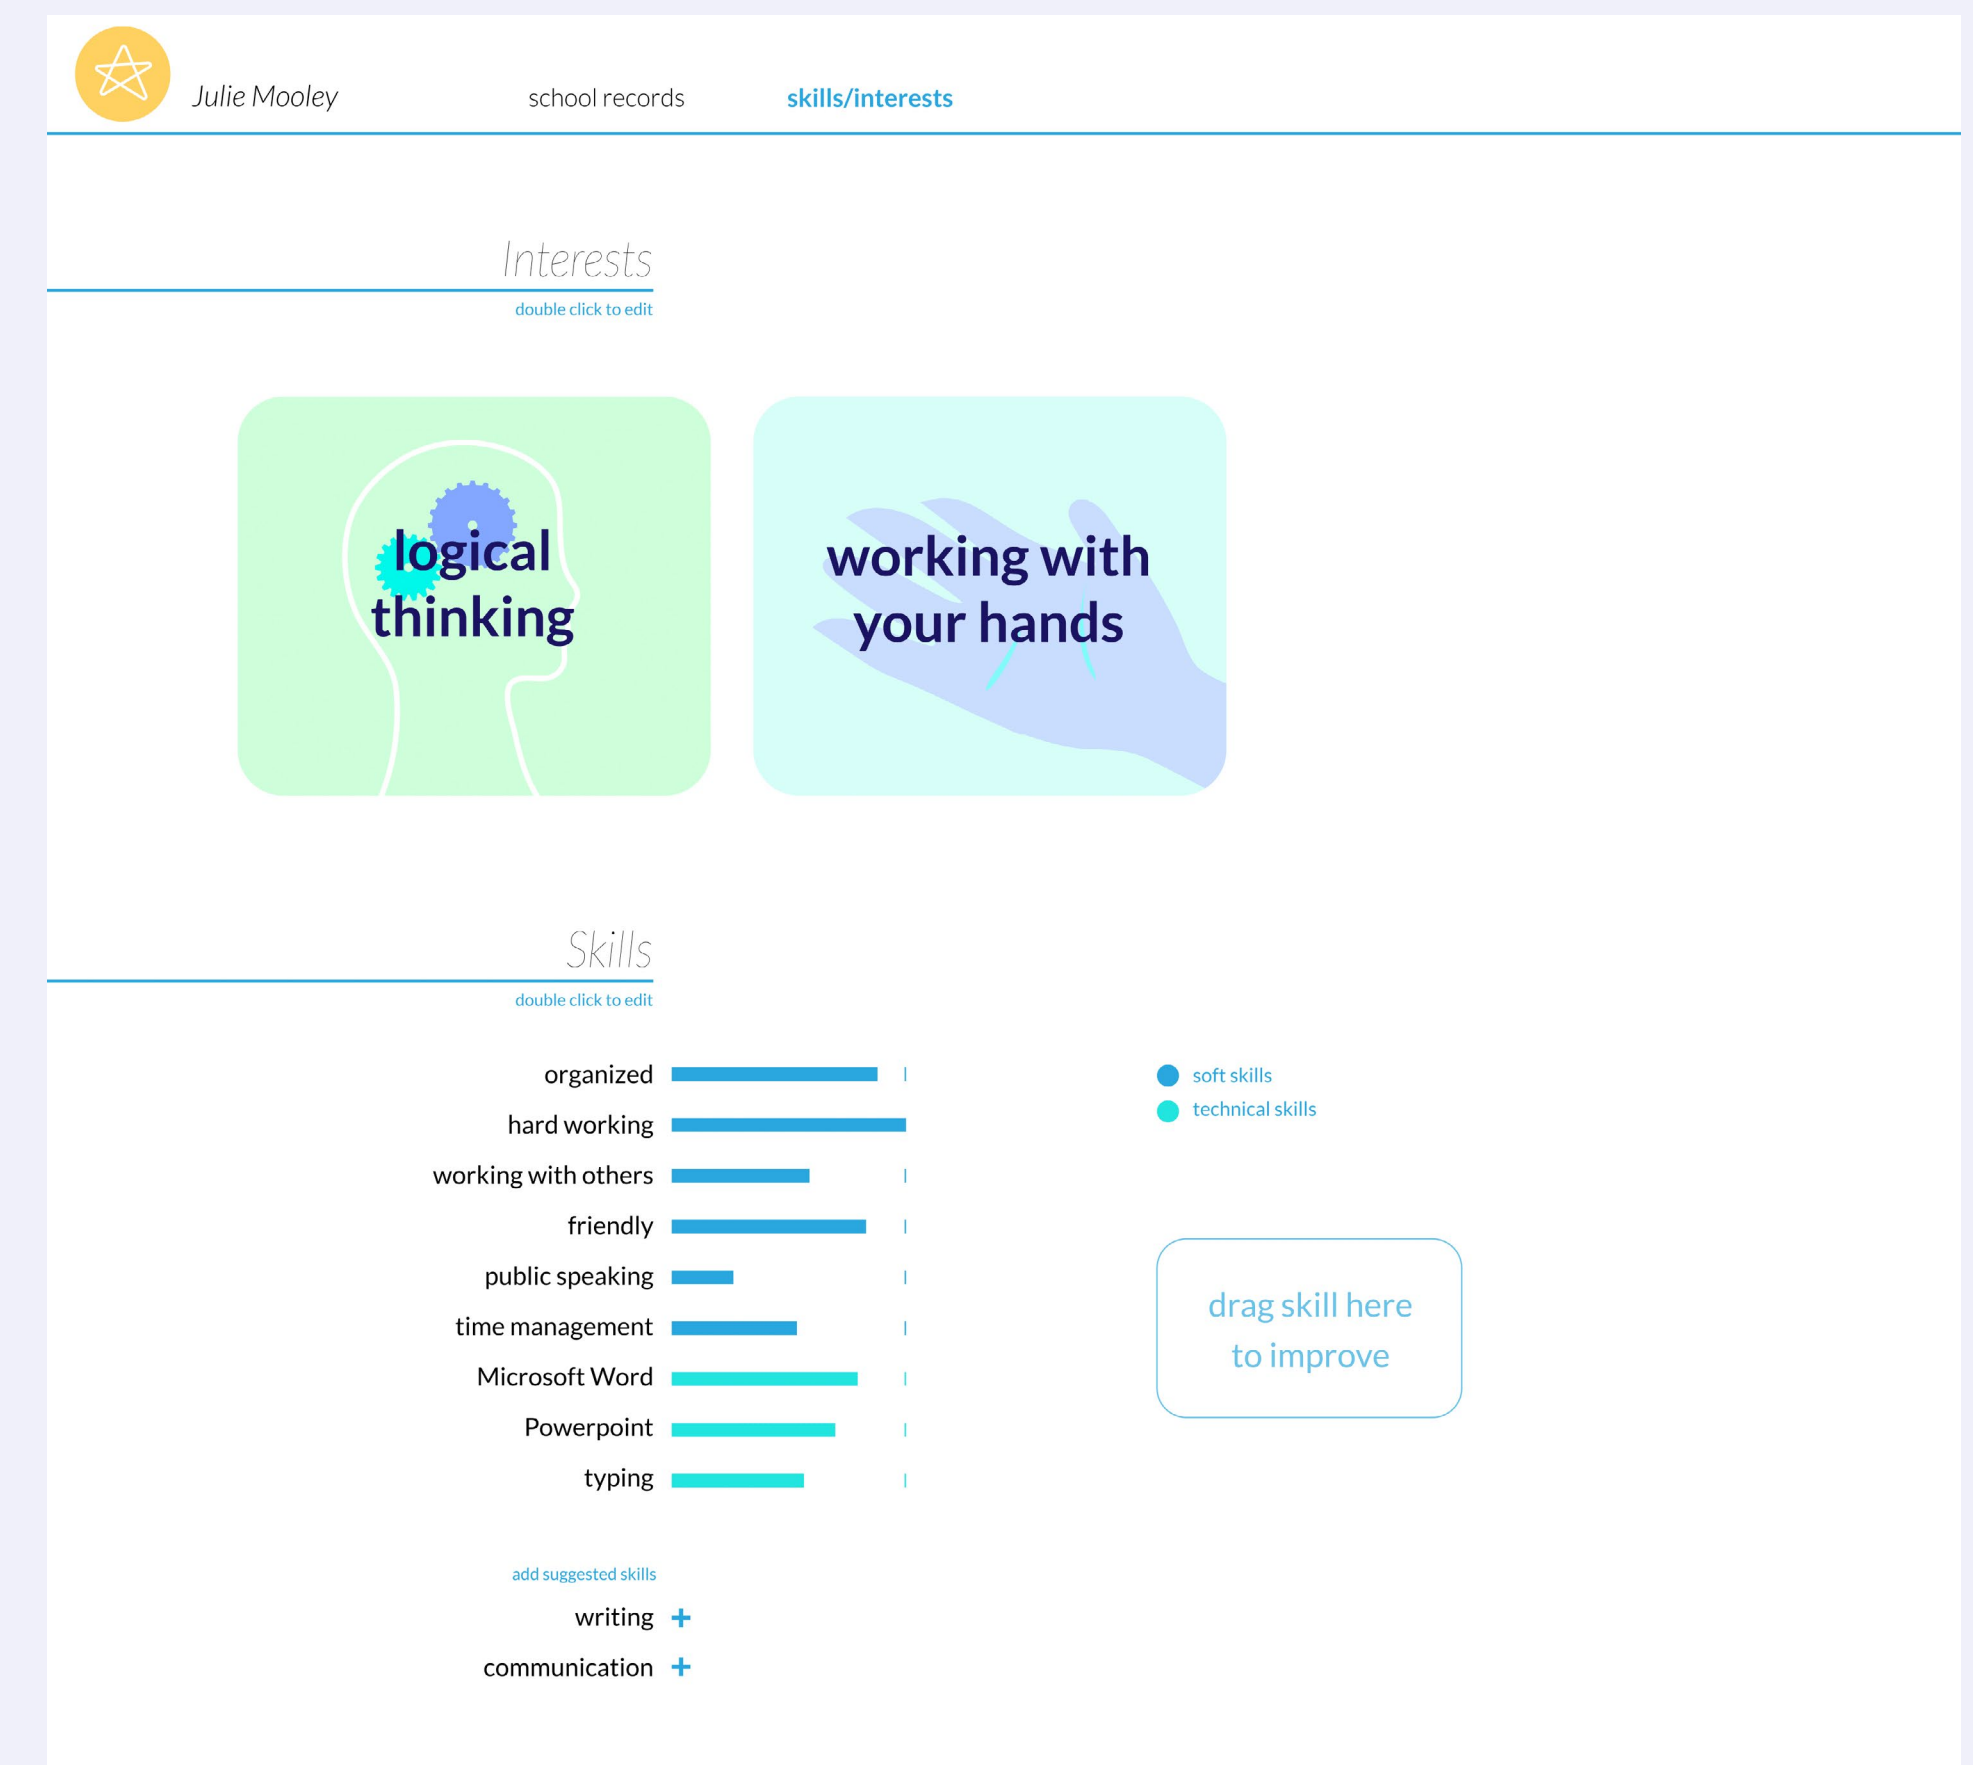 Julie Mooley
school records
skills/interests
Interests
double click to edit
logical
thinking
working with
your hands
Skills
double click to edit
organized
hard working
working with others
friendly
public speaking
time management
Microsoft Word
Powerpoint
typing
soft skills
technical skills
drag skill here
to improve
add suggested skills
writing +
communication +